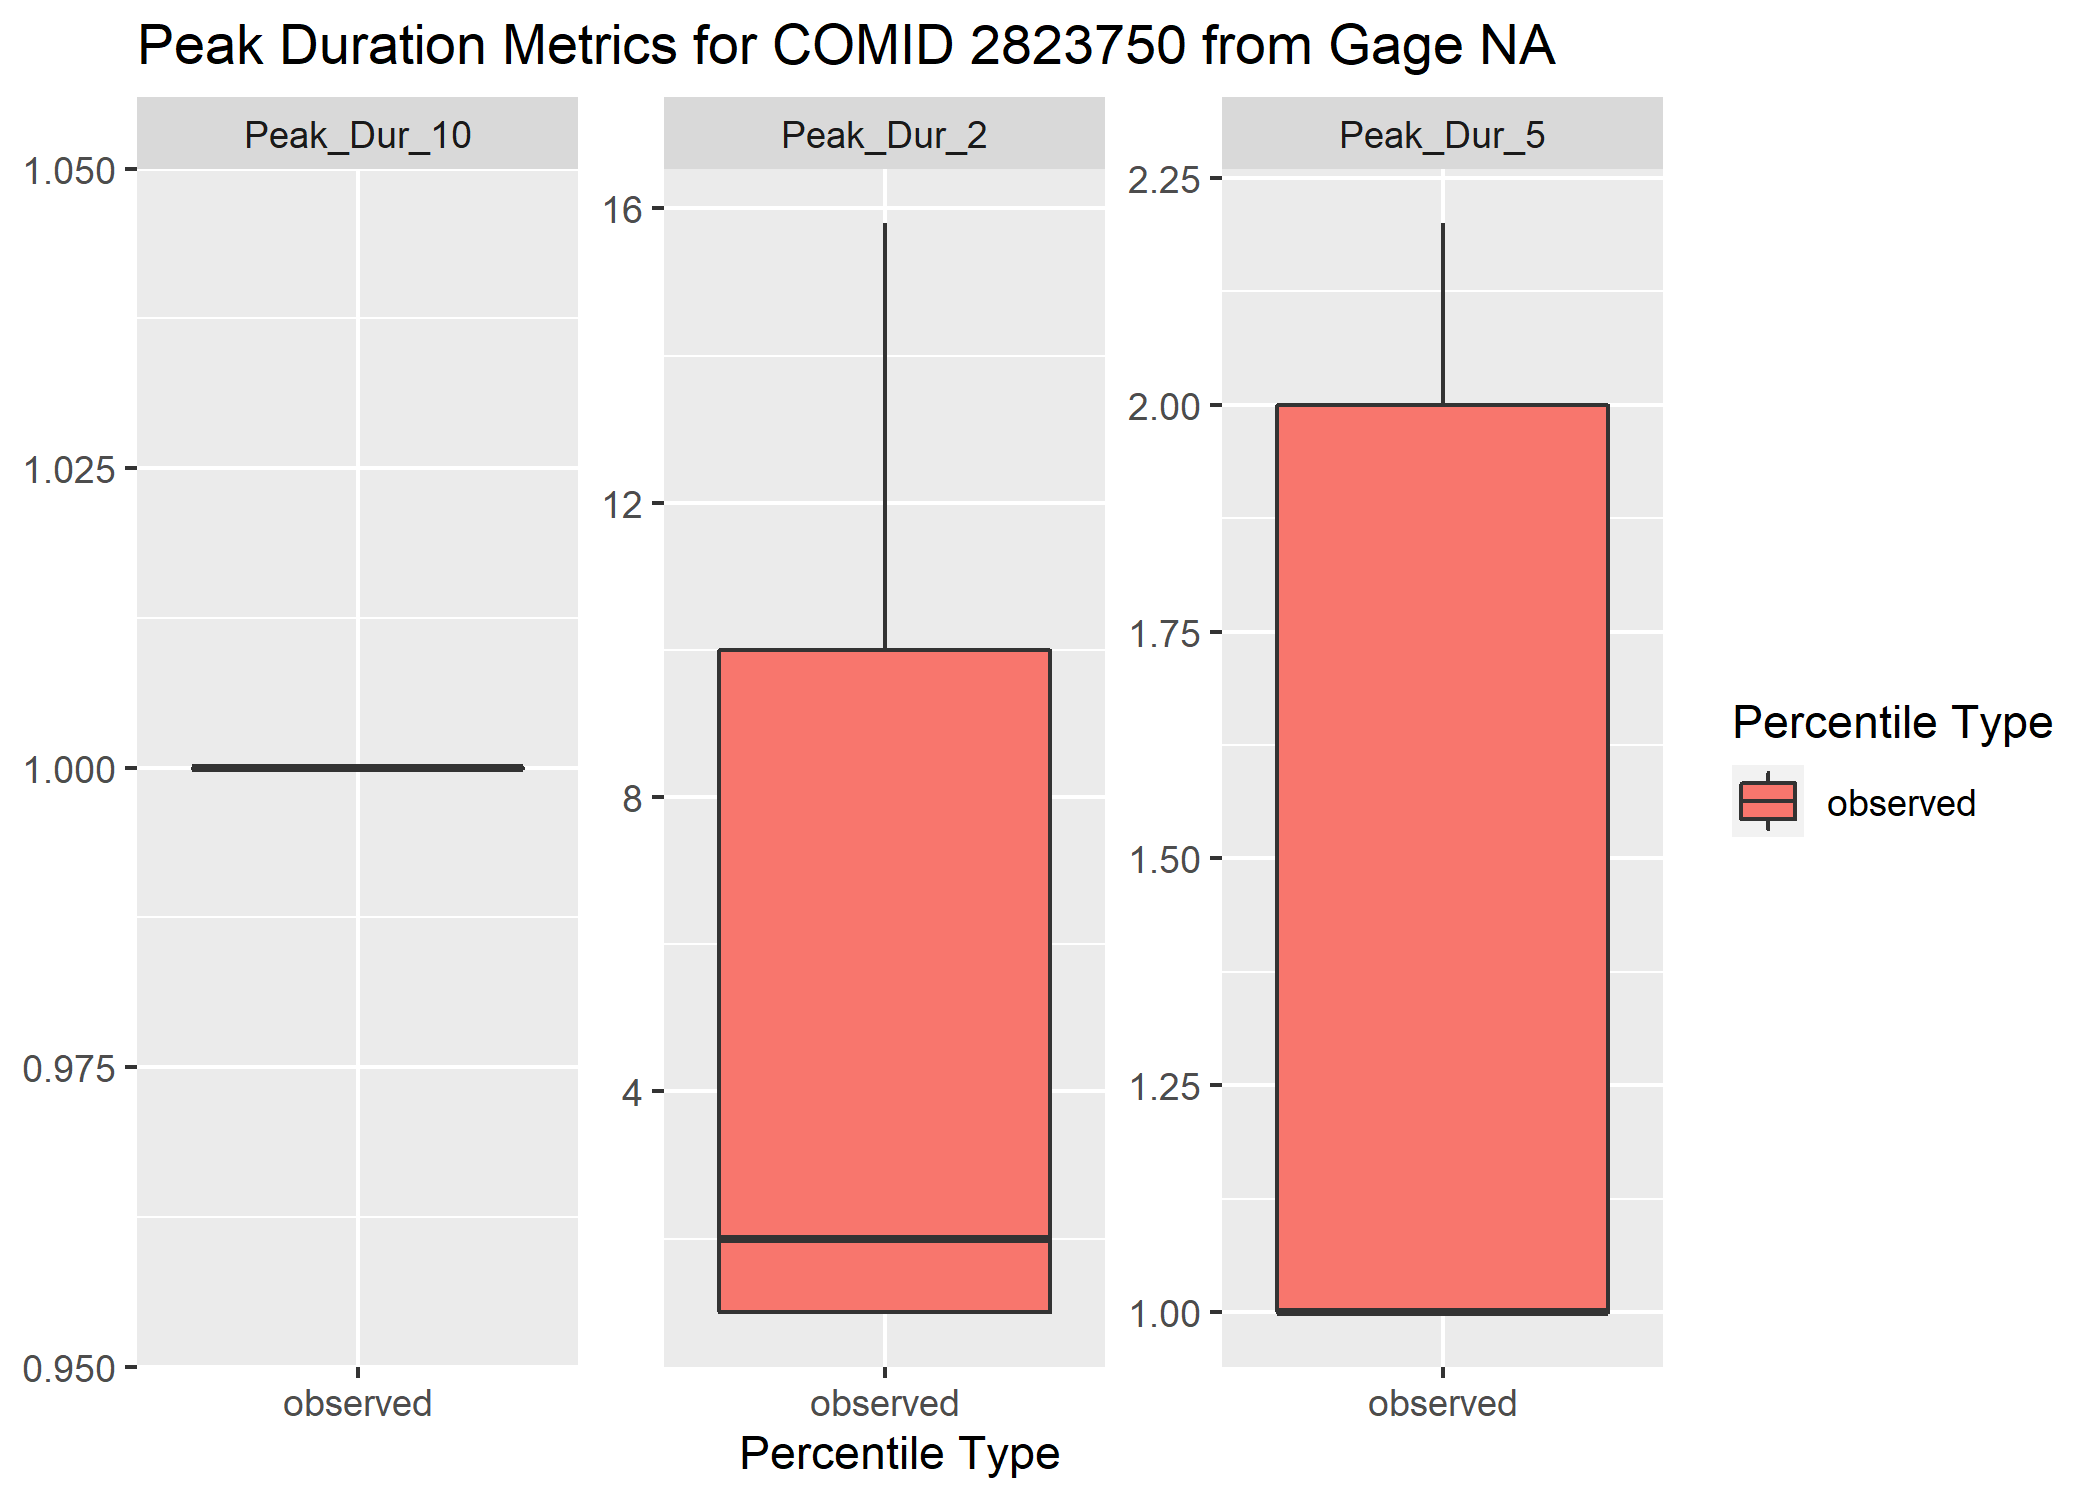 Peak Duration Metrics for COMID 2823750 from Gage NA
Peak_Dur_10
Peak_Dur_2
Peak_Dur_5
1.050
1.025
1.000
0.975
0.950
16
12
8
4
2.25
2.00
1.75
1.50
1.25
1.00
observed
observed
observed
Percentile Type
Percentile Type
observed